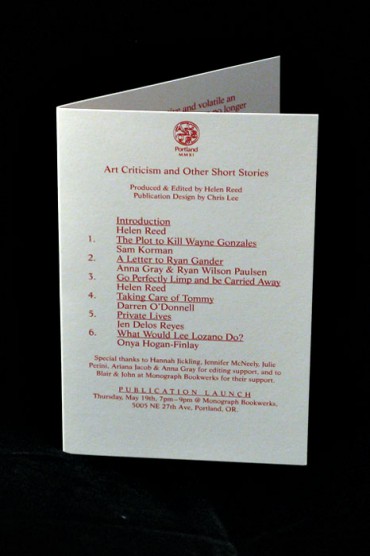 and volatile an
no longer
Portland
Art Criticism and Other Short Stories
Produced & Edited by Helen Reed
Publication Design by Chris Lee
Introduction
Helen Reed
1. The Plot to Kill Wayne Gonzales
Sam Korman
2. A Letter to Ryan Gander
Anna Gray & Ryan Wilson Paulsen
3. Go Perfectly Limp and be Carried Away
Helen Reed
4. Taking Care of Tommy
Darren O'Donnell
5. Private Lives
Jen Delos Reyes
6. What Would Lee Lozano Do?
Onya Hogan-Finlay
Special thanks to Hannah Jickling, Jennifer McNeely, Julie
Perini, Ariana Jacob & Anna Gray for editing support, and to
Blair & John at Monograph Bookwerks for their support.
PUBLICATION LAUNCH
Thursday, May 19th, 7pm–9pm @ Monograph Bookwerks,
5005 NE 27th Ave, Portland, OR.